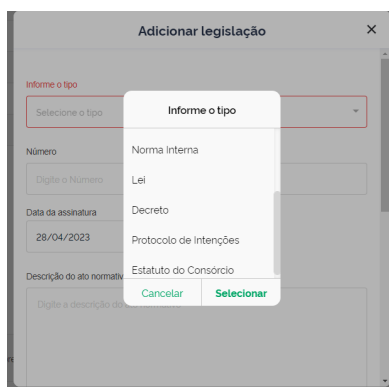 Adicionar legislação
Informe o tipo
Selecione o tipo
Informe o tipo
Norma Interna
Lei
Decreto
Protocolo de Intenções
Estatuto do Consórcio
Cancelar
Selecionar
Número
Digite o Número
Data da assinatura
28/04/2023
Descrição do ato
Digite a descrição do